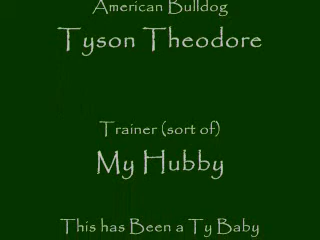 American Bulldog
Tyson Theodore
Trainer (sort of)
My Hubby
This has Been a Ty Baby